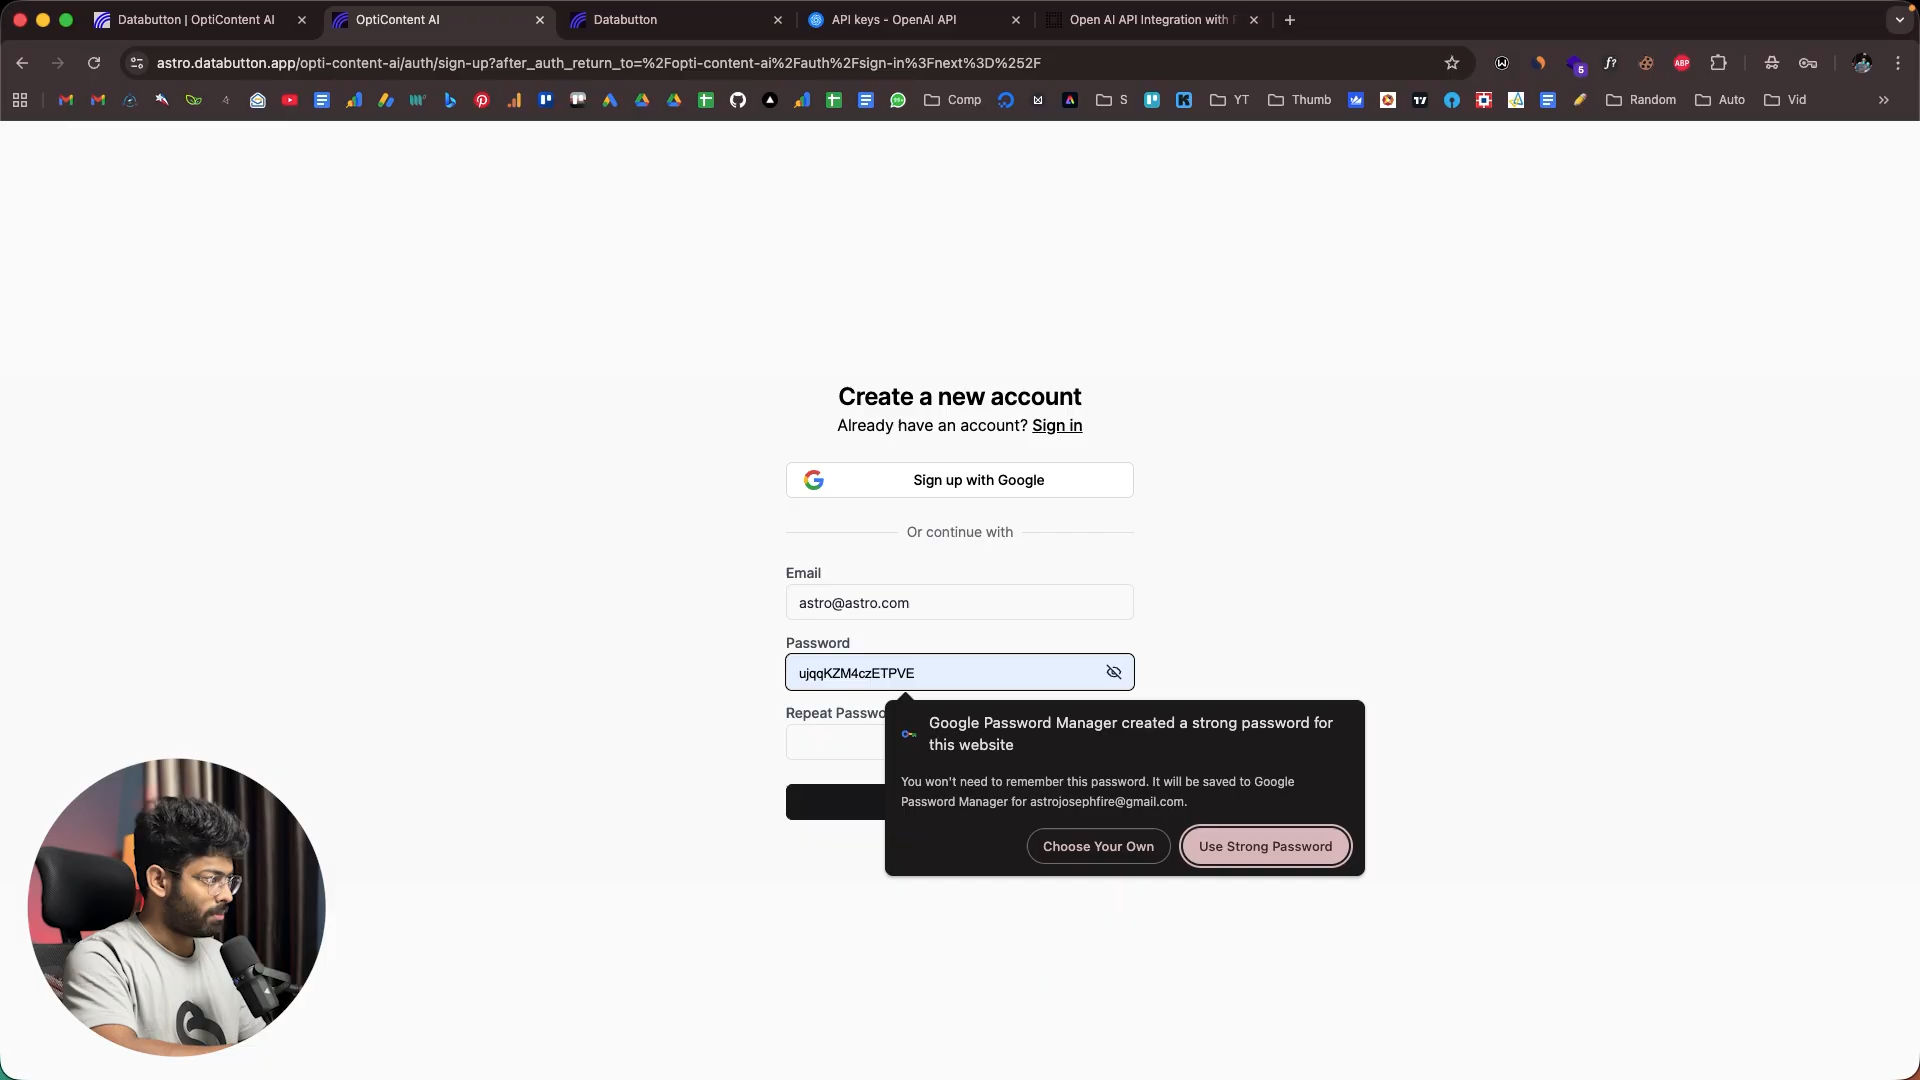 Databutton | OptiContent AI
OptiContent AI
Databutton
API keys - OpenAI API
Open AI API Integration with
astro.databutton.app/opti-content-ai/auth/sign-up?after_auth_return_to=%2Fopti-content-ai%2Fauth%2Fsign-in%3Fnext%3D%252F
5
f?
ABP
Comp
S
YT
Thumb
Random
Auto
Vid
Create a new account
Already have an account? Sign in
Sign up with Google
Or continue with
Email
astro@astro.com
Password
ujqqKZM4czETPVE
Repeat Passwo
Google Password Manager created a strong password for
this website
You won't need to remember this password. It will be saved to Google
Password Manager for astrojosephfire@gmail.com.
Choose Your Own
Use Strong Password